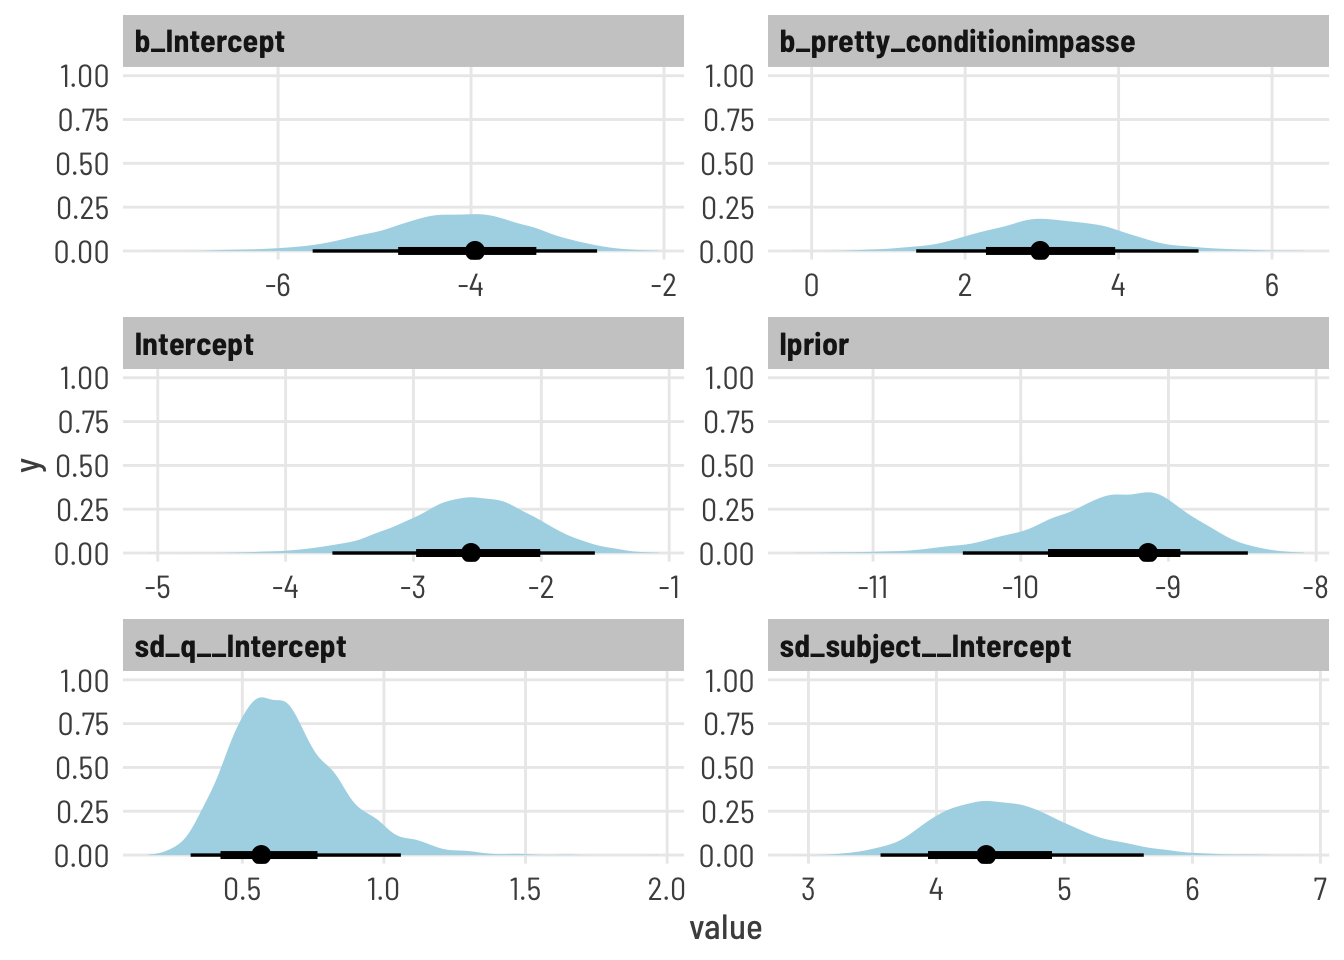 b_Intercept
b_pretty_conditionimpasse
1.00
0.75
0.50
0.25
0.00
-6 -4 -2
1.00
0.75
0.50
0.25
0.00
0 2 4 6
Intercept
lprior
1.00
0.75
0.50
0.25
0.00
-5 -4 -3 -2 -1
1.00
0.75
0.50
0.25
0.00
-11 -10 -9 -8
y
sd_q__Intercept
sd_subject__Intercept
1.00
0.75
0.50
0.25
0.00
0.5 1.0 1.5 2.0
1.00
0.75
0.50
0.25
0.00
3 4 5 6 7
value